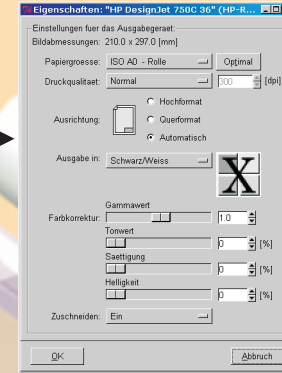 Eigenschaften: "HP DesignJet 750C 36" (HP-R...
Einstellungen fuer das Ausgabegeraet:
Bildabmessungen: 210.0 x 297.0 [mm]
Papiergroesse: ISO A0 - Rolle Optimal
Druckqualitaet: Normal 300 [dpi]
Hochformat
Ausrichtung: Querformat
Automatisch
Ausgabe in: Schwarz/Weiss
X
Gammawert
Farbkorrektur: 1.0
Tonwert
0 [%]
Saettigung
0 [%]
Helligkeit
0 [%]
Zuschneiden: Ein
OK Abbruch